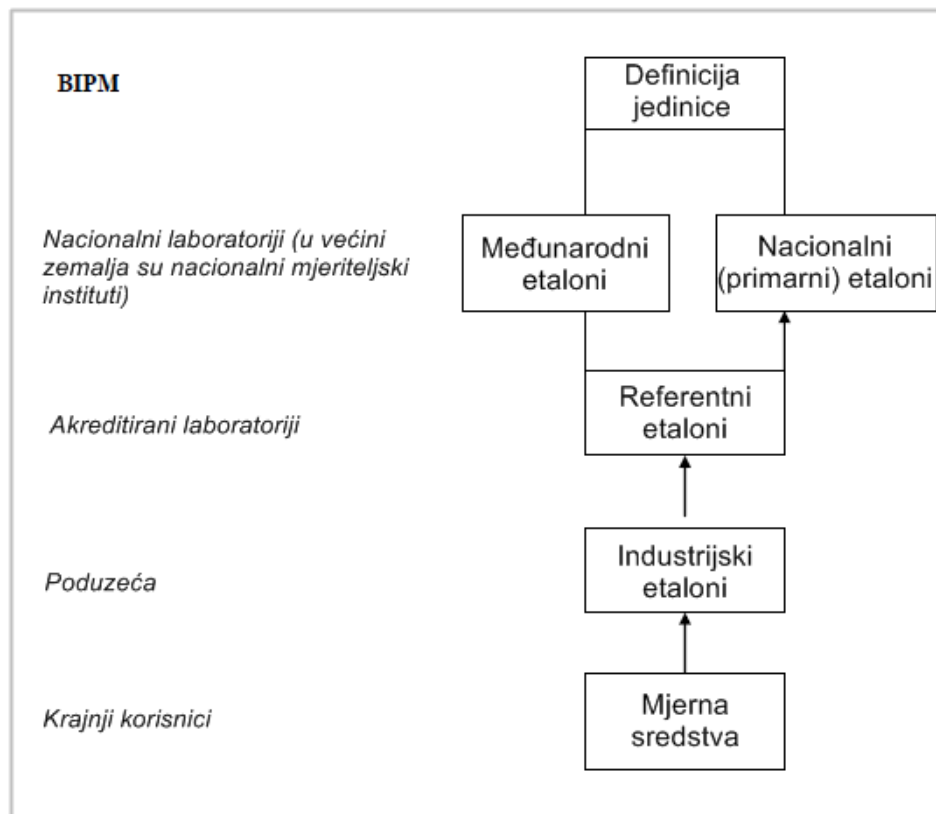 BIPM
Definicija
jedinice
Nacionalni laboratoriji (u većini
zemalja su nacionalni mjeriteljski
instituti)
Međunarodni
etaloni
Nacionalni
(primarni) etaloni
Akreditirani laboratoriji
Referentni
etaloni
Poduzeća
Industrijski
etaloni
Krajnji korisnici
Mjerna
sredstva